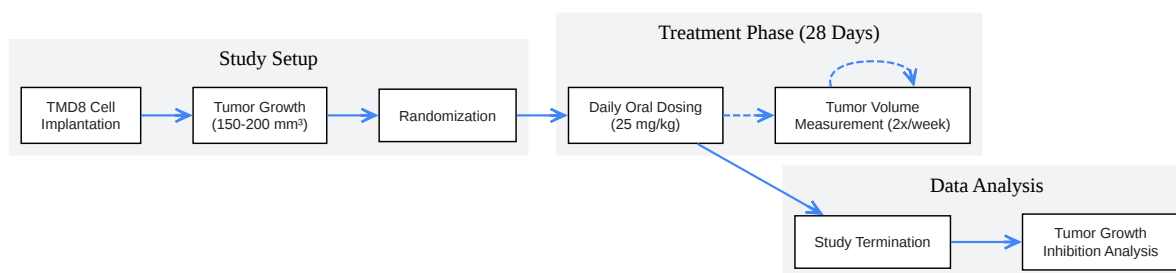 Study Setup
TMD8 Cell
Implantation
Tumor Growth
(150-200 mm³)
Randomization
Treatment Phase (28 Days)
Daily Oral Dosing
(25 mg/kg)
Tumor Volume
Measurement (2x/week)
Data Analysis
Study Termination
Tumor Growth
Inhibition Analysis